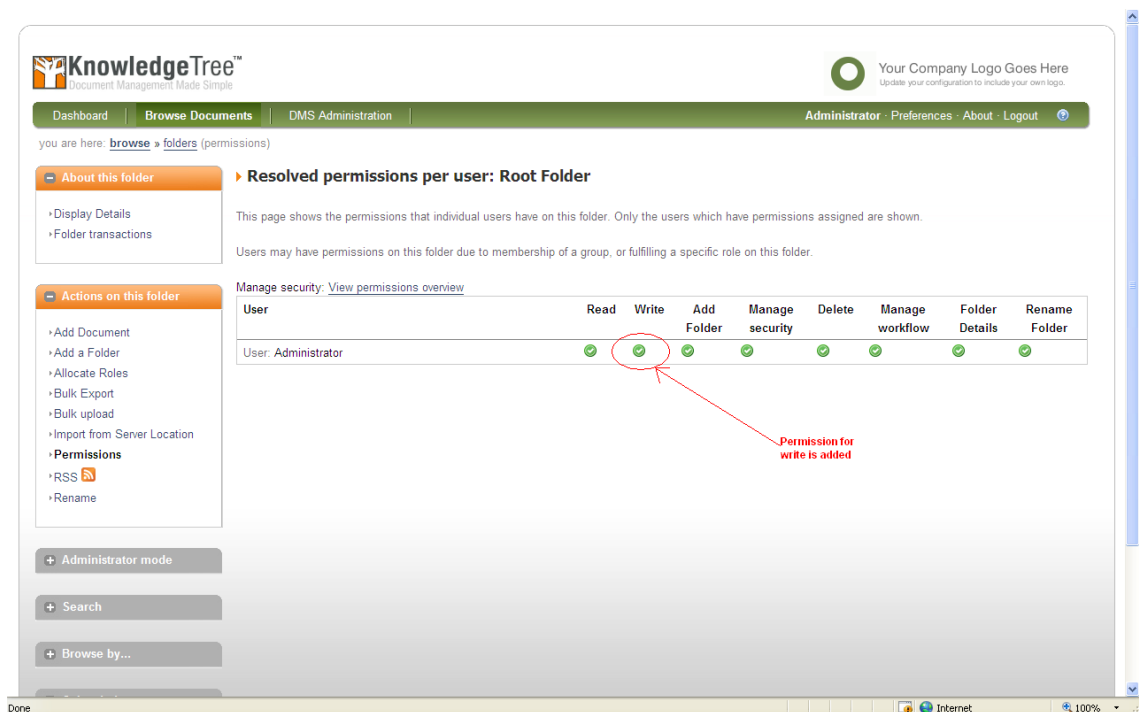 KnowledgeTree™
Document Management Made Simple
Your Company Logo Goes Here
Update your configuration to include your own logo.
Dashboard Browse Documents DMS Administration Administrator · Preferences · About · Logout ?
you are here: browse » folders (permissions)
About this folder
Display Details
Folder transactions
Actions on this folder
Add Document
Add a Folder
Allocate Roles
Bulk Export
Bulk upload
Import from Server Location
Permissions
RSS
Rename
Administrator mode
Search
Browse by...
Resolved permissions per user: Root Folder
This page shows the permissions that individual users have on this folder. Only the users which have permissions assigned are shown.
Users may have permissions on this folder due to membership of a group, or fulfilling a specific role on this folder.
Manage security: View permissions overview
User Read Write Add Folder Manage security Delete Manage workflow Folder Details Rename Folder
User: Administrator
Permission for
write is added
Done Internet 100%